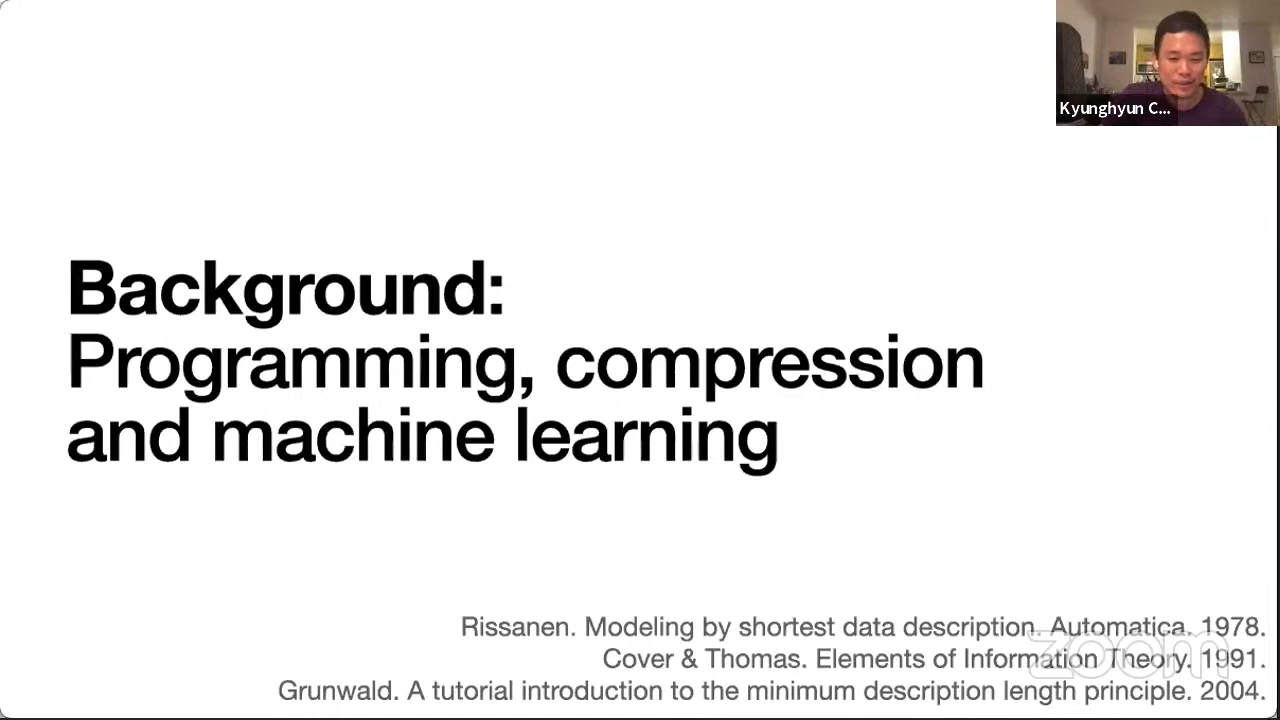 Kyunghyun C...
Background:
Programming, compression
and machine learning
Rissanen. Modeling by shortest data description. Automatica. 1978.
Cover & Thomas. Elements of Information Theory. 1991.
Grunwald. A tutorial introduction to the minimum description length principle. 2004.
zoom